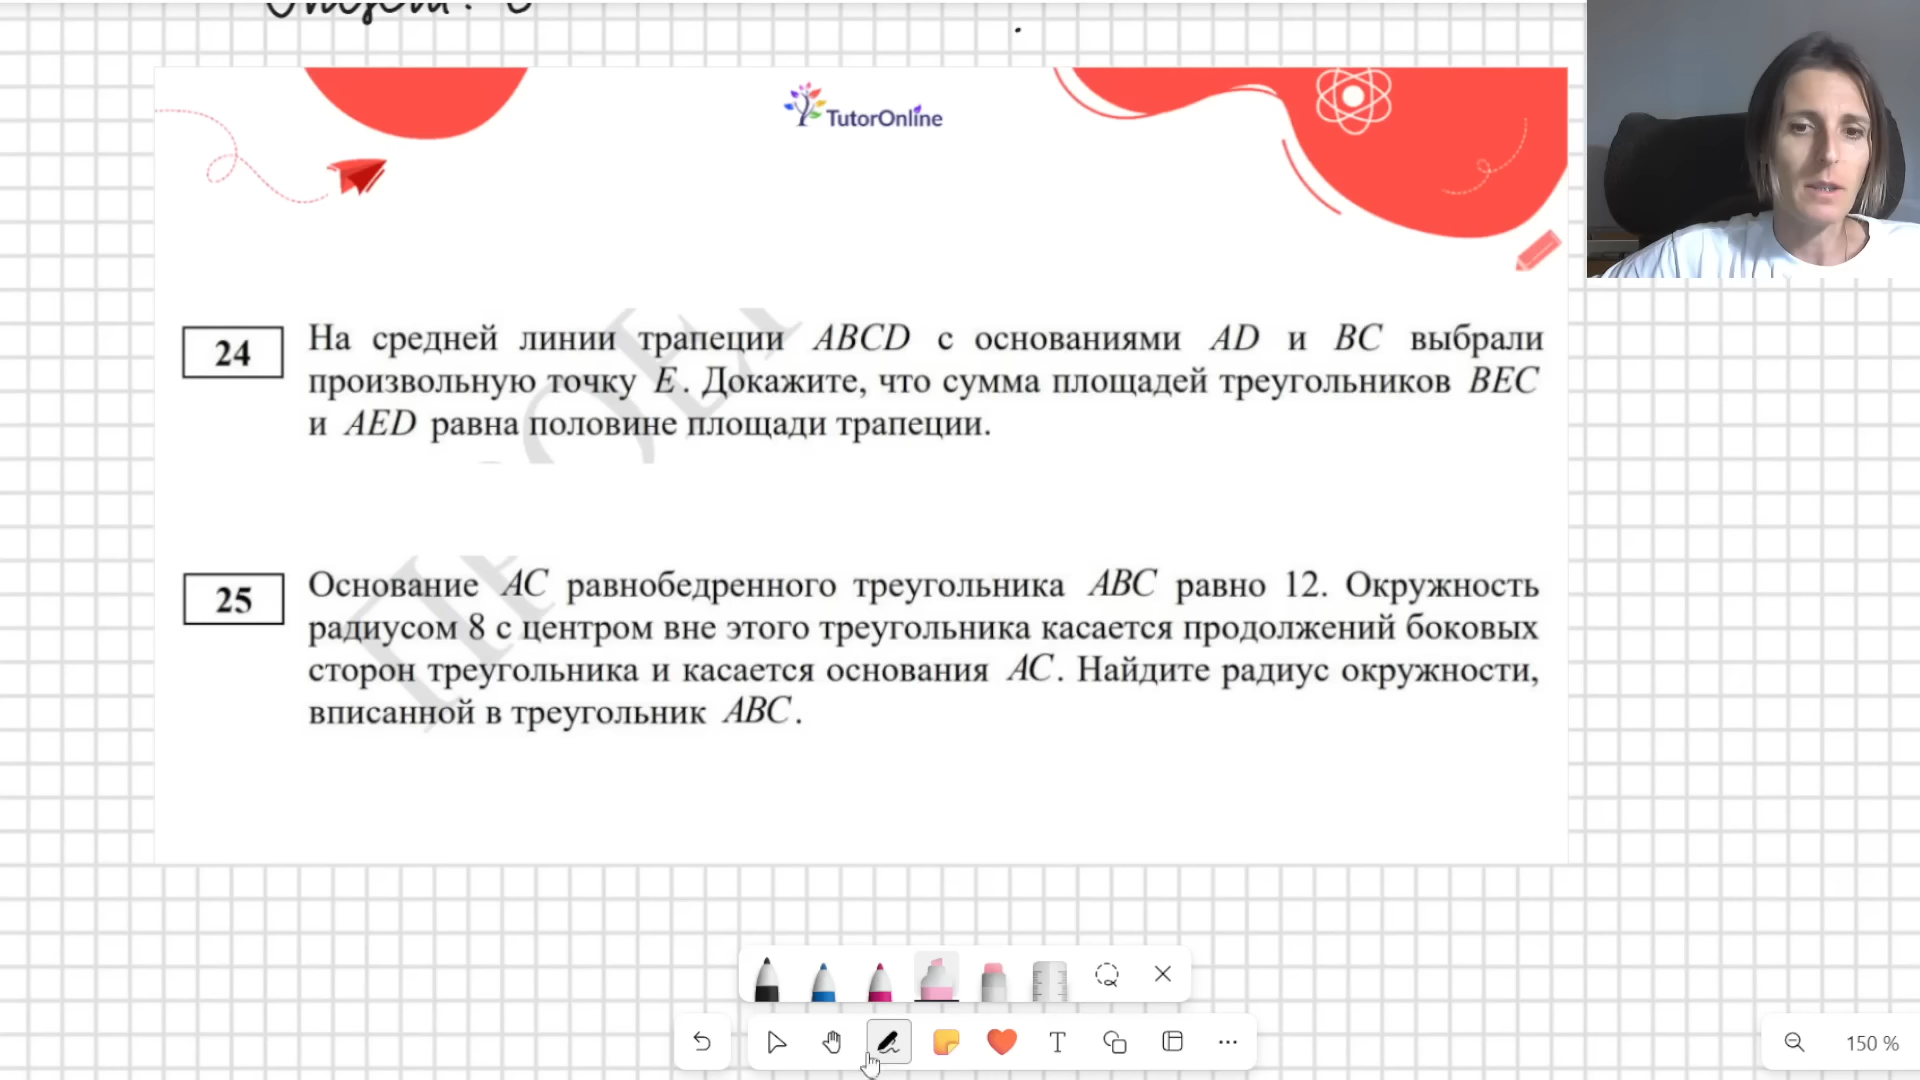 TutorOnline
24
На средней линии трапеции ABCD с основаниями AD и BC выбрали
произвольную точку E. Докажите, что сумма площадей треугольников BEC
и AED равна половине площади трапеции.
25
Основание AC равнобедренного треугольника ABC равно 12. Окружность
радиусом 8 с центром вне этого треугольника касается продолжений боковых
сторон треугольника и касается основания AC. Найдите радиус окружности,
вписанной в треугольник ABC.
150 %